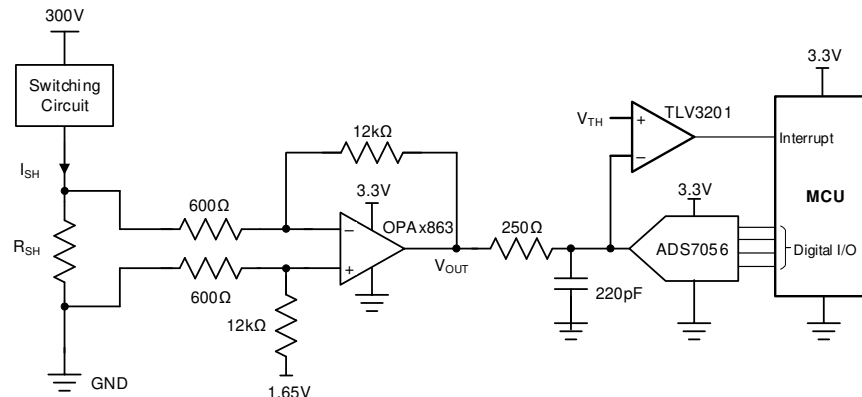 300V
Switching
Circuit
I_SH
R_SH
GND
600Ω
600Ω
12kΩ
12kΩ
1.65V
3.3V
OPAx863
−
+
V_OUT
250Ω
220pF
V_TH
+
−
TLV3201
3.3V
ADS7056
3.3V
Interrupt
MCU
Digital I/O